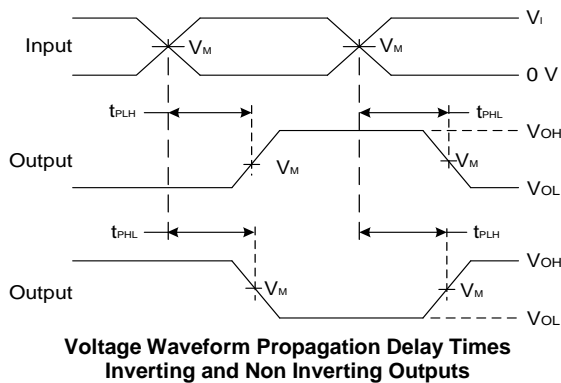 Input
VM
VM
VI
0 V
tPLH
tPHL
Output
VM
VM
VOH
VOL
tPHL
tPLH
Output
VM
VM
VOH
VOL
Voltage Waveform Propagation Delay Times
Inverting and Non Inverting Outputs